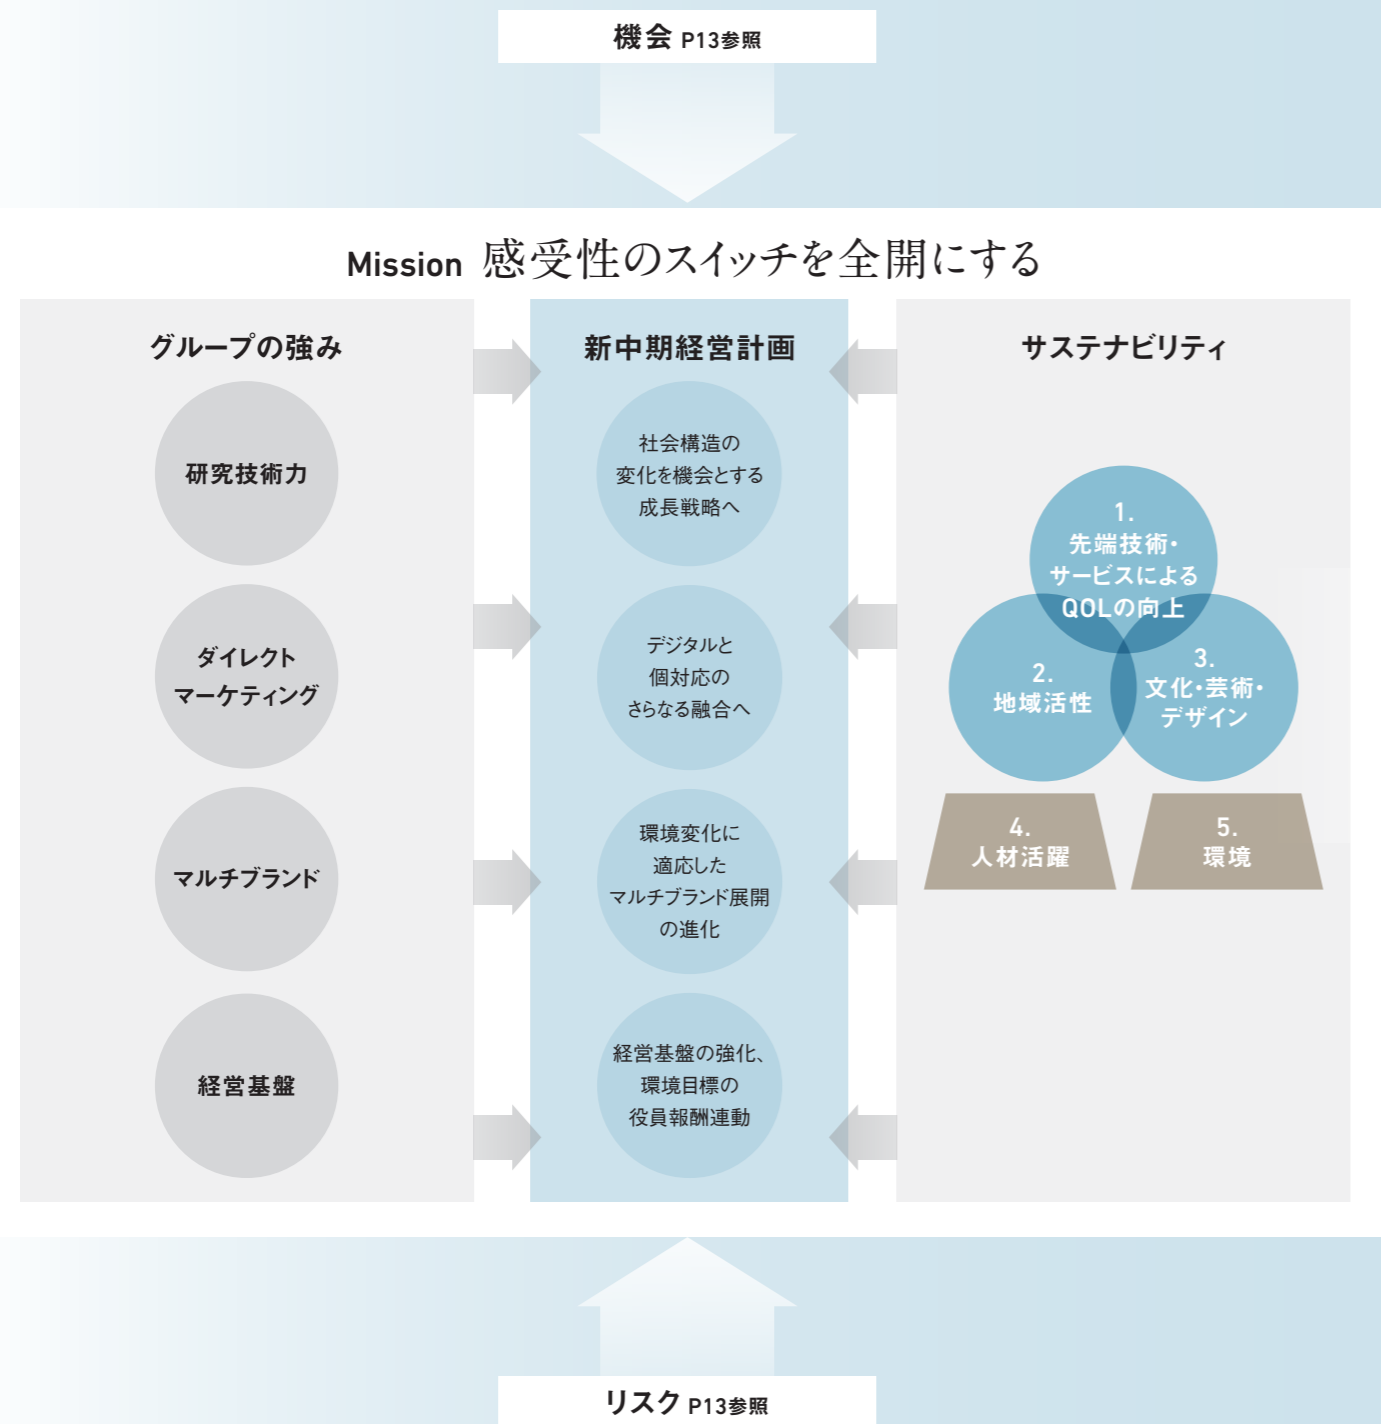 機会 P13参照
Mission 感受性のスイッチを全開にする
グループの強み
研究技術力
ダイレクト
マーケティング
マルチブランド
経営基盤
新中期経営計画
社会構造の
変化を機会とする
成長戦略へ
デジタルと
個対応の
さらなる融合へ
環境変化に
適応した
マルチブランド展開
の進化
経営基盤の強化、
環境目標の
役員報酬連動
サステナビリティ
1.
先端技術・
サービスによる
QOLの向上
2.
地域活性
3.
文化・芸術・
デザイン
4.
人材活躍
5.
環境
リスク P13参照